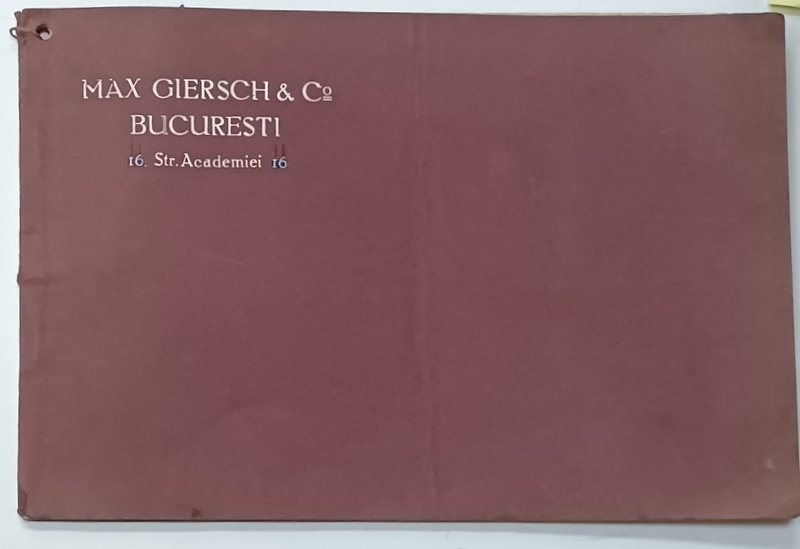 MAX GIERSCH & Co
BUCURESTI
16. Str. Academiei 16